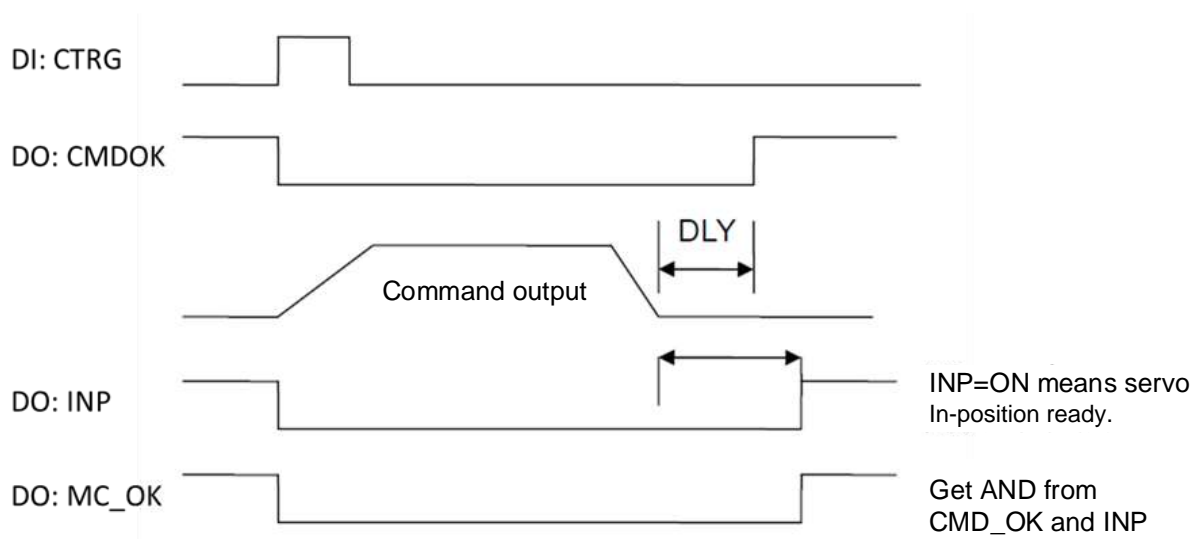 DI: CTRG
DO: CMDOK
DLY
Command output
DO: INP
INP=ON means servo
In-position ready.
DO: MC_OK
Get AND from
CMD_OK and INP